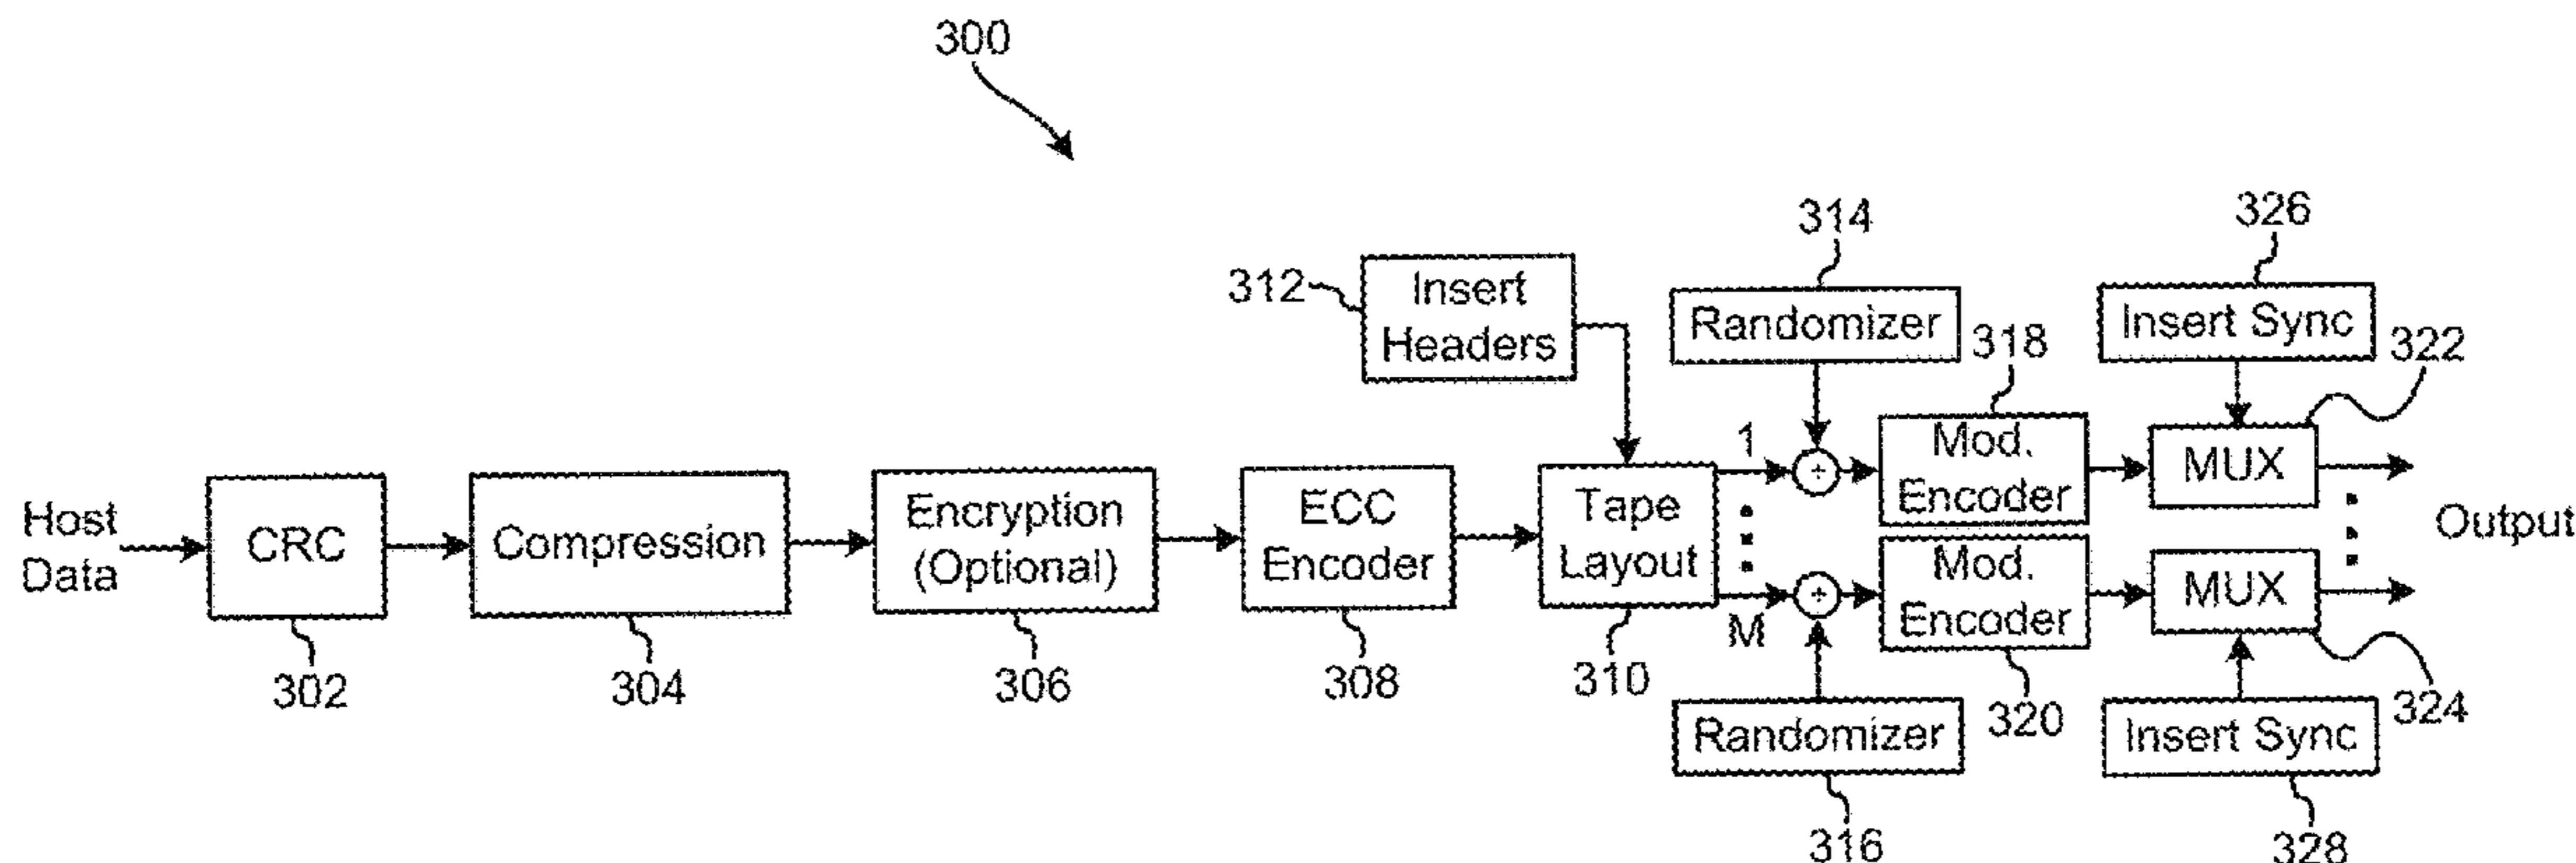 300
326
314
312
Insert
Headers
Randomizer
318
Insert Sync
322
1
Mod.
Encoder
MUX
Host
Data
CRC
Compression
Encryption
(Optional)
ECC
Encoder
Tape
Layout
Output
M
Mod.
Encoder
MUX
302
304
306
308
310
Randomizer
320
Insert Sync
324
316
328